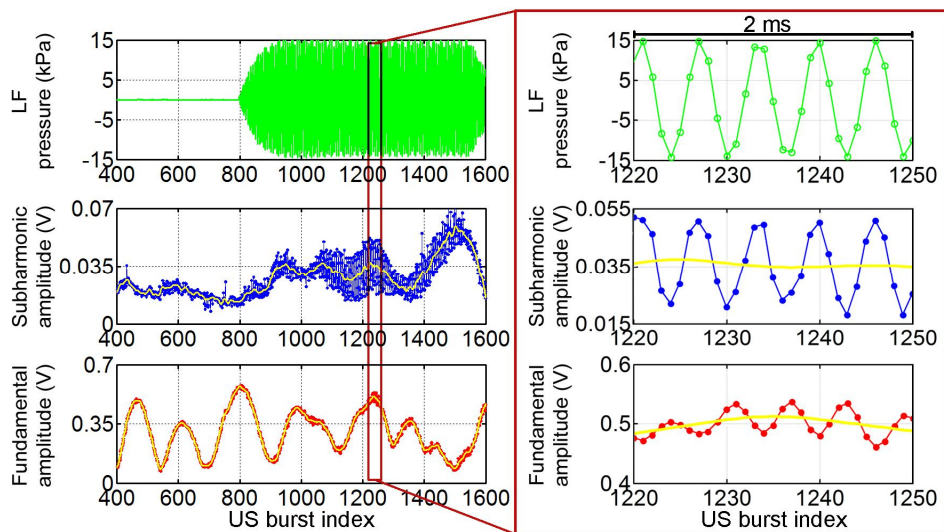 LF pressure (kPa)
15
5
-5
-15
400 600 800 1000 1200 1400 1600
Subharmonic amplitude (V)
0.07
0.035
0
400 600 800 1000 1200 1400 1600
Fundamental amplitude (V)
0.7
0.35
0
400 600 800 1000 1200 1400 1600
US burst index
2 ms
LF pressure (kPa)
15
5
-5
-15
1220 1230 1240 1250
Subharmonic amplitude (V)
0.055
0.035
0.015
1220 1230 1240 1250
Fundamental amplitude (V)
0.6
0.5
0.4
1220 1230 1240 1250
US burst index